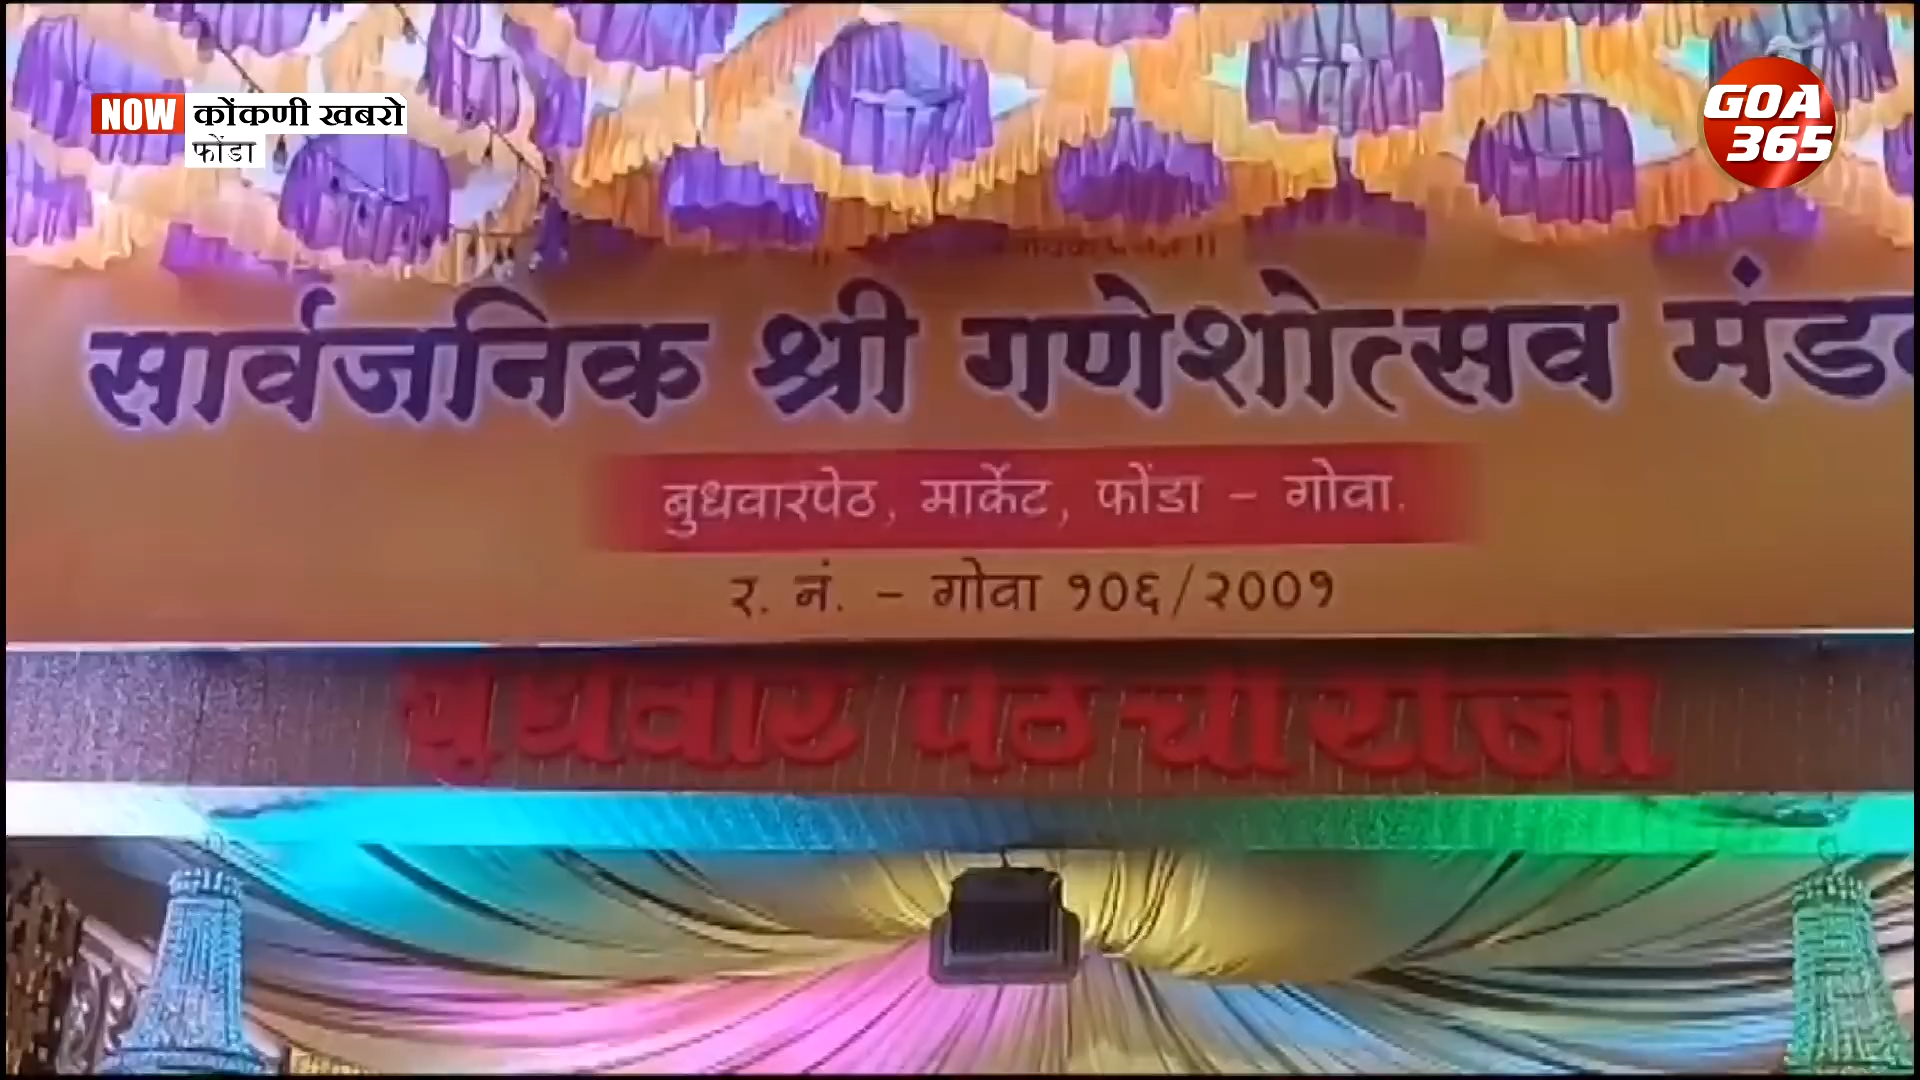 NOW कोंकणी खबरो
फोंडा
GOA
365
सार्वजनिक श्री गणेशोत्सव
बुधवारपेठ, मार्केट, फोंडा - गोवा.
र. नं. - गोवा १०६/२००१
बुधवार पेठचा राजा